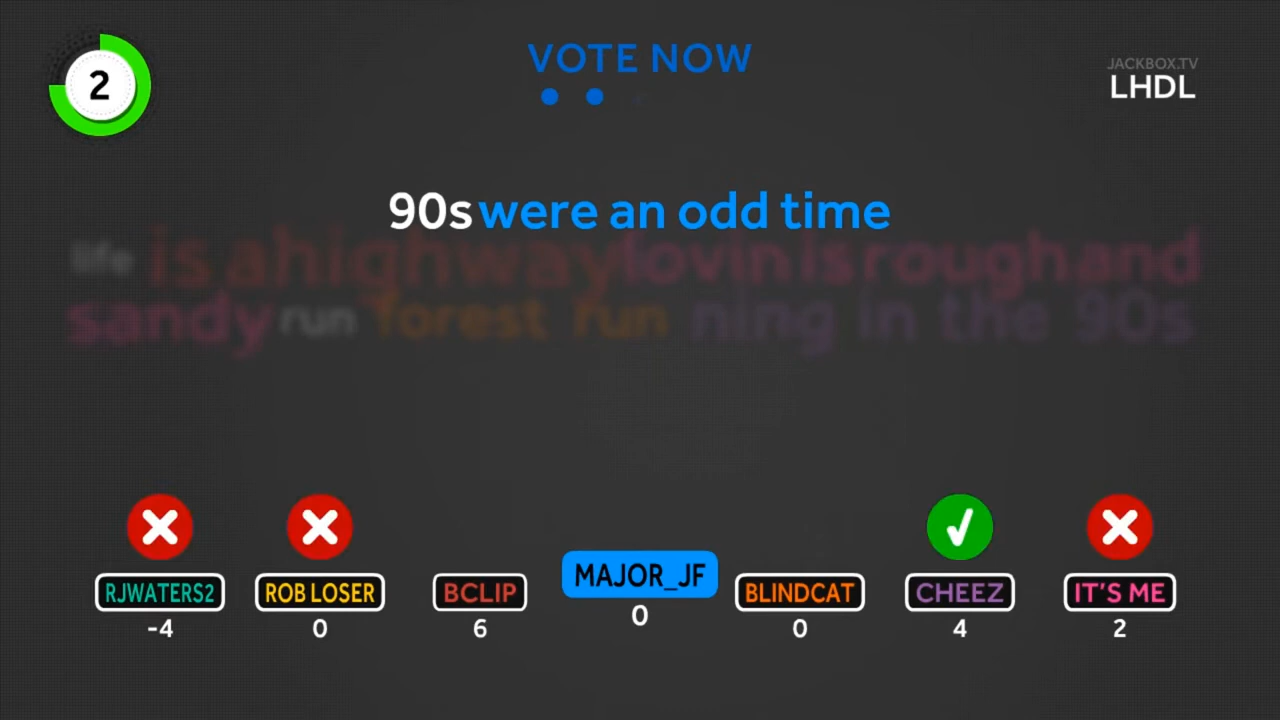 2
VOTE NOW
JACKBOX.TV
LHDL
90s were an odd time
life is a highway lovin is rough and
sandy run forest run ning in the 90s
RJWATERS2 ROB LOSER BCLIP MAJOR_JF BLINDCAT CHEEZ IT'S ME
-4 0 6 0 0 4 2